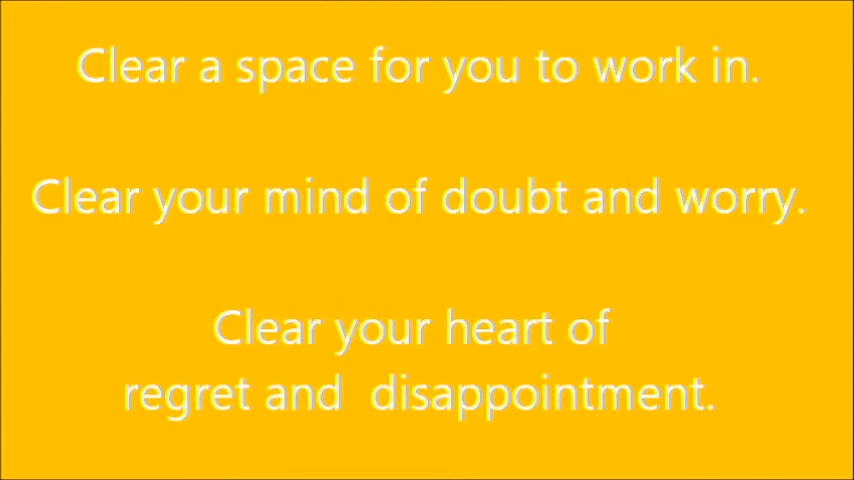 Clear a space for you to work in.
Clear your mind of doubt and worry.
Clear your heart of
regret and  disappointment.